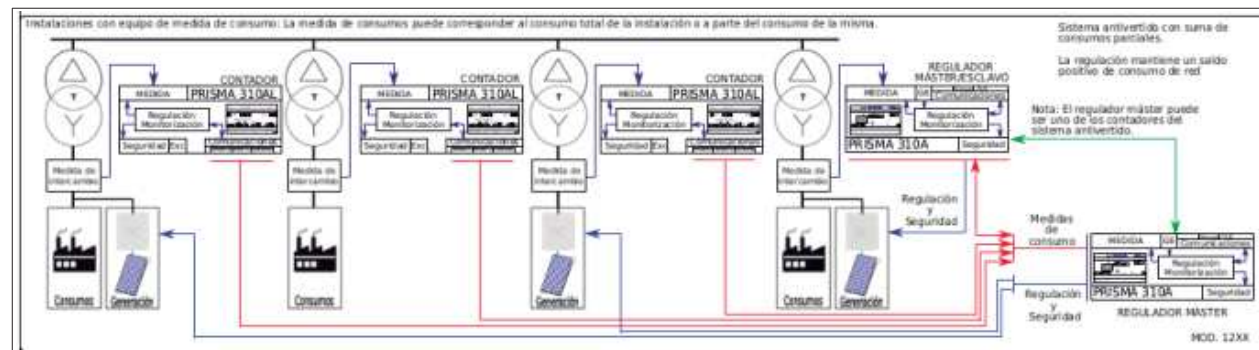 Instalaciones con equipo de medida de consumo: La medida de consumos puede corresponder al consumo total de la instalación o a parte del consumo de la misma.
Sistema antivertido con suma de
consumos parciales.
La regulación mantiene un saldo
positivo de consumo de red
Nota: El regulador máster puede
ser uno de los contadores del
sistema antivertido.
CONTADOR
MEDIDA
PRISMA 310AL
Regulación
Monitorización
Seguridad
Exc
Comunicaciones
Medida de
intercambio
Consumos
Generación
CONTADOR
MEDIDA
PRISMA 310AL
Regulación
Monitorización
Seguridad
Exc
Comunicaciones
Medida de
intercambio
Consumos
CONTADOR
MEDIDA
PRISMA 310AL
Regulación
Monitorización
Seguridad
Exc
Comunicaciones
Medida de
intercambio
Generación
REGULADOR
MÁSTER/ESCLAVO
MEDIDA
Comunicaciones
Regulación
Monitorización
PRISMA 310A
Seguridad
Medida de
intercambio
Consumos
Generación
Regulación
y
Seguridad
Medidas
de
consumo
Regulación
y
Seguridad
MEDIDA
Comunicaciones
Regulación
Monitorización
PRISMA 310A
Seguridad
REGULADOR MÁSTER
MOD. 12XX